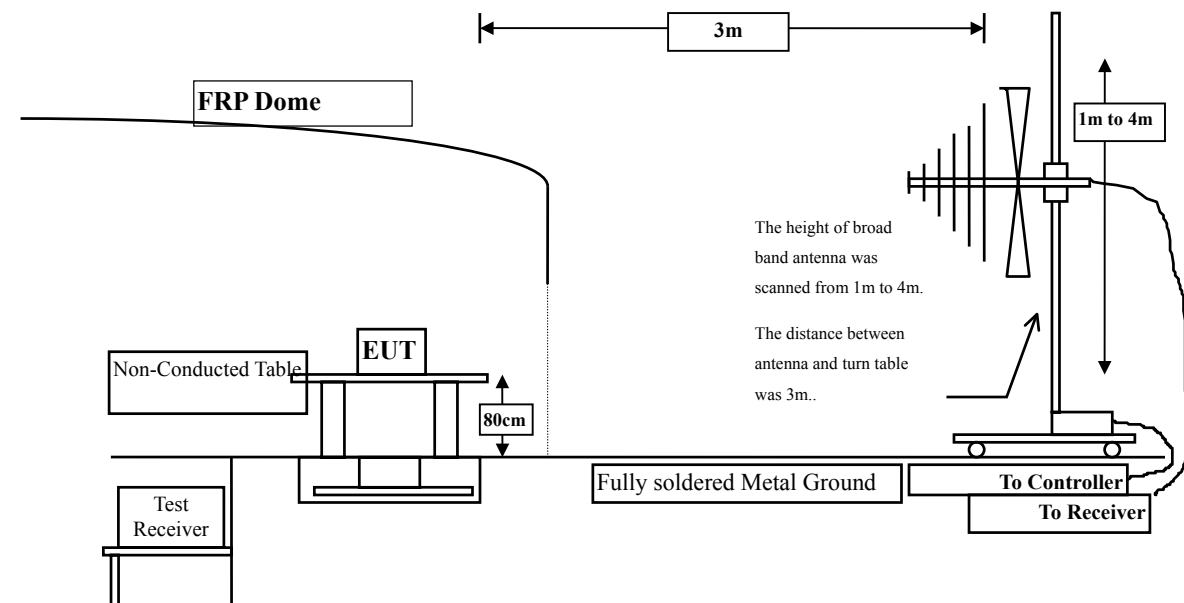 3m
FRP Dome
1m to 4m
The height of broad
band antenna was
scanned from 1m to 4m.
The distance between
antenna and turn table
was 3m..
EUT
Non-Conducted Table
80cm
Fully soldered Metal Ground
To Controller
To Receiver
Test
Receiver